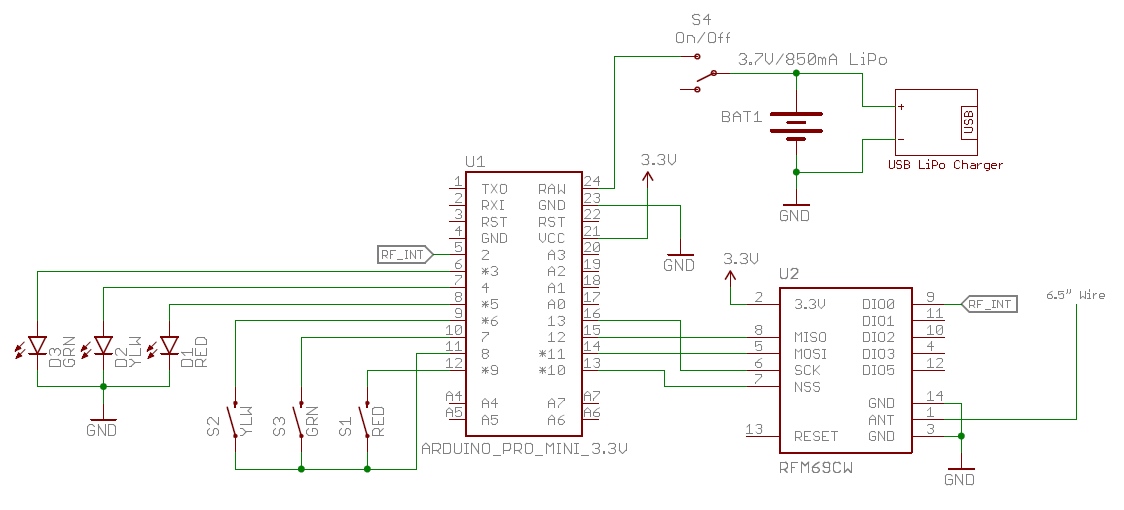 S4
On/Off
3.7V/850mA LiPo
BAT1
+
USB
−
USB LiPo Charger
GND
U1
3.3V
1 TXO RAW 24
2 RXI GND 23
3 RST RST 22
4 GND VCC 21
RF_INT 5 2 A3 20
6 *3 A2 19
7 4 A1 18
8 *5 A0 17
9 *6 13 16
10 7 12 15
11 8 *11 14
12 *9 *10 13
A4 A4 A7 A7
A5 A5 A6 A6
ARDUINO_PRO_MINI_3.3V
GND
D3
GRN
D2
YLW
D1
RED
GND
S2
YLW
S3
GRN
S1
RED
3.3V
U2
2 3.3V DIO0 9 RF_INT
DIO1 11
8 MISO DIO2 10
5 MOSI DIO3 4
6 SCK DIO5 12
7 NSS
GND 14
ANT 1
13 RESET GND 3
RFM69CW
GND
6.5" Wire